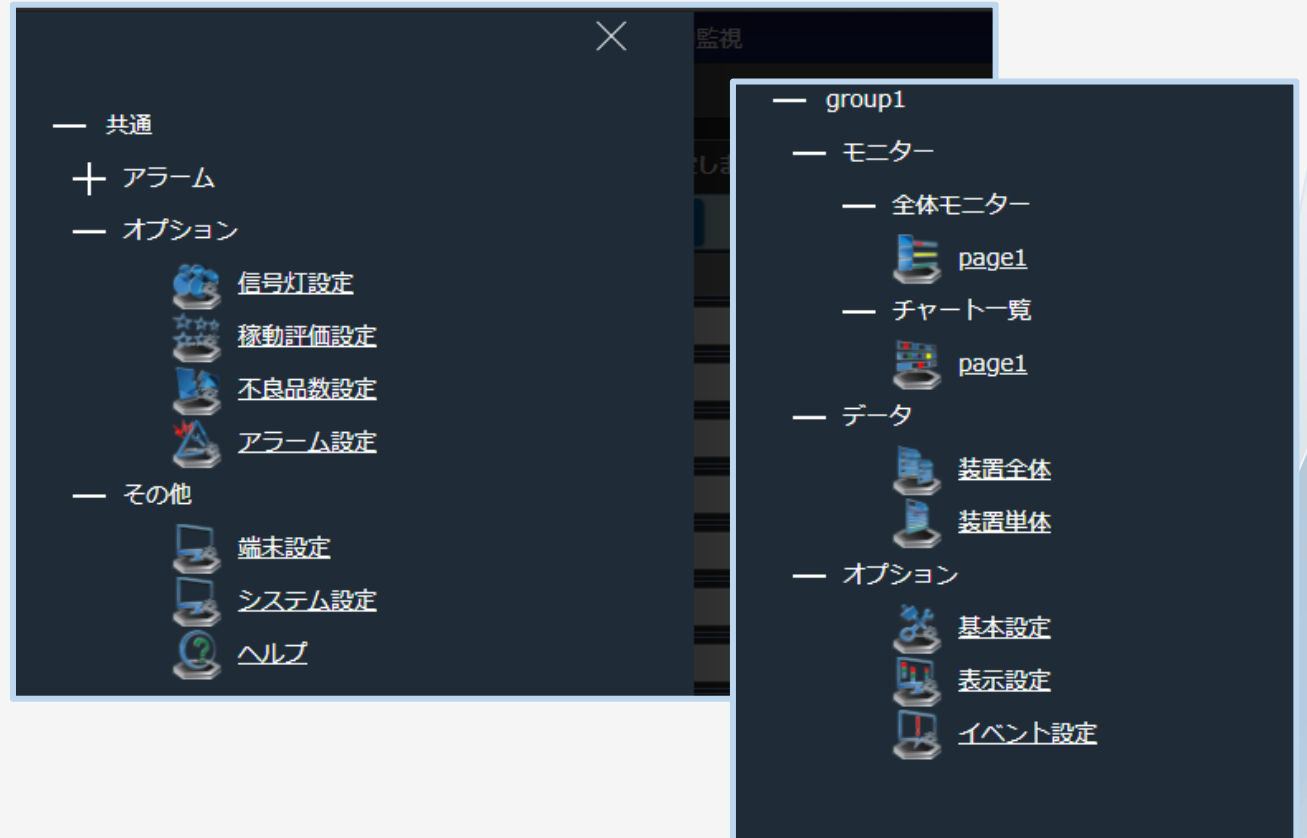 監視
共通
アラーム
オプション
信号灯設定
稼動評価設定
不良品数設定
アラーム設定
その他
端末設定
システム設定
ヘルプ
group1
モニター
全体モニター
page1
チャート一覧
page1
データ
装置全体
装置単体
オプション
基本設定
表示設定
イベント設定